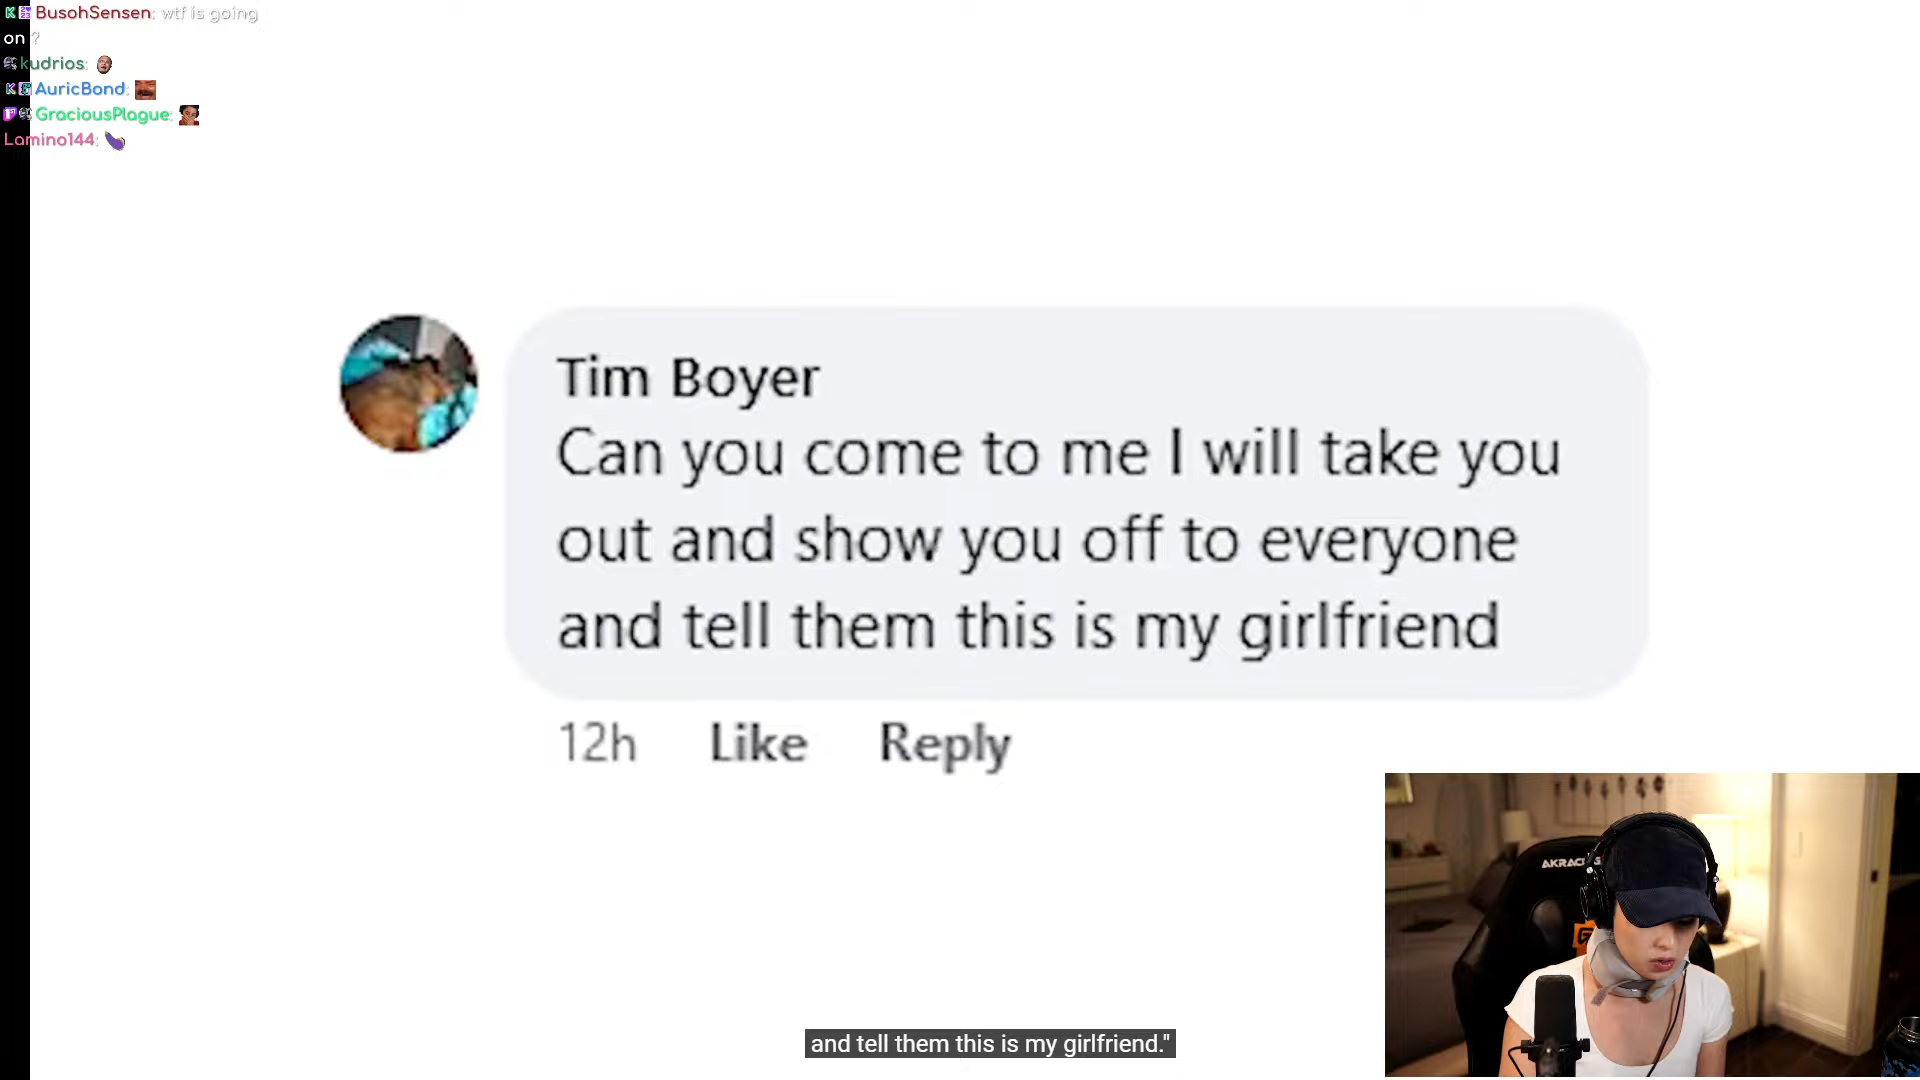 BusohSensen: wtf is going
on ?
kudrios:
AuricBond:
GraciousPlague:
Lamino144:
Tim Boyer
Can you come to me I will take you
out and show you off to everyone
and tell them this is my girlfriend
12h Like Reply
and tell them this is my girlfriend."